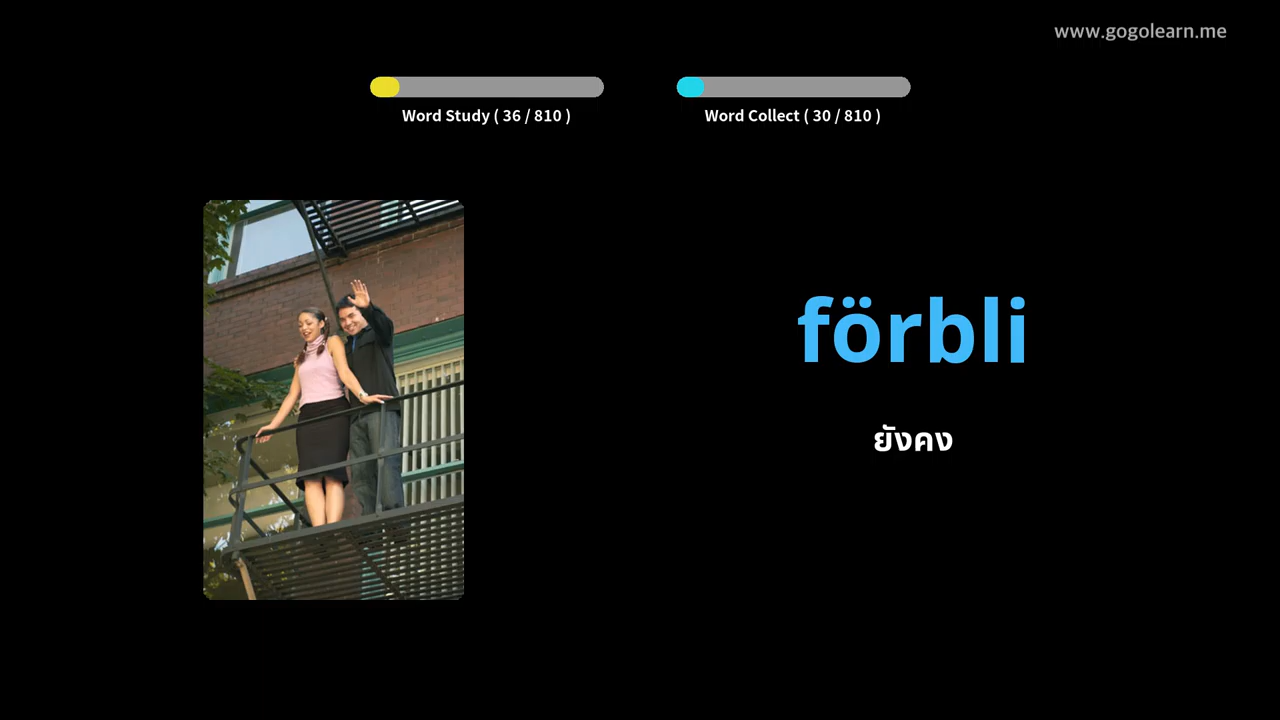 www.gogolearn.me
Word Study ( 36 / 810 )
Word Collect ( 30 / 810 )
förbli
ยังคง